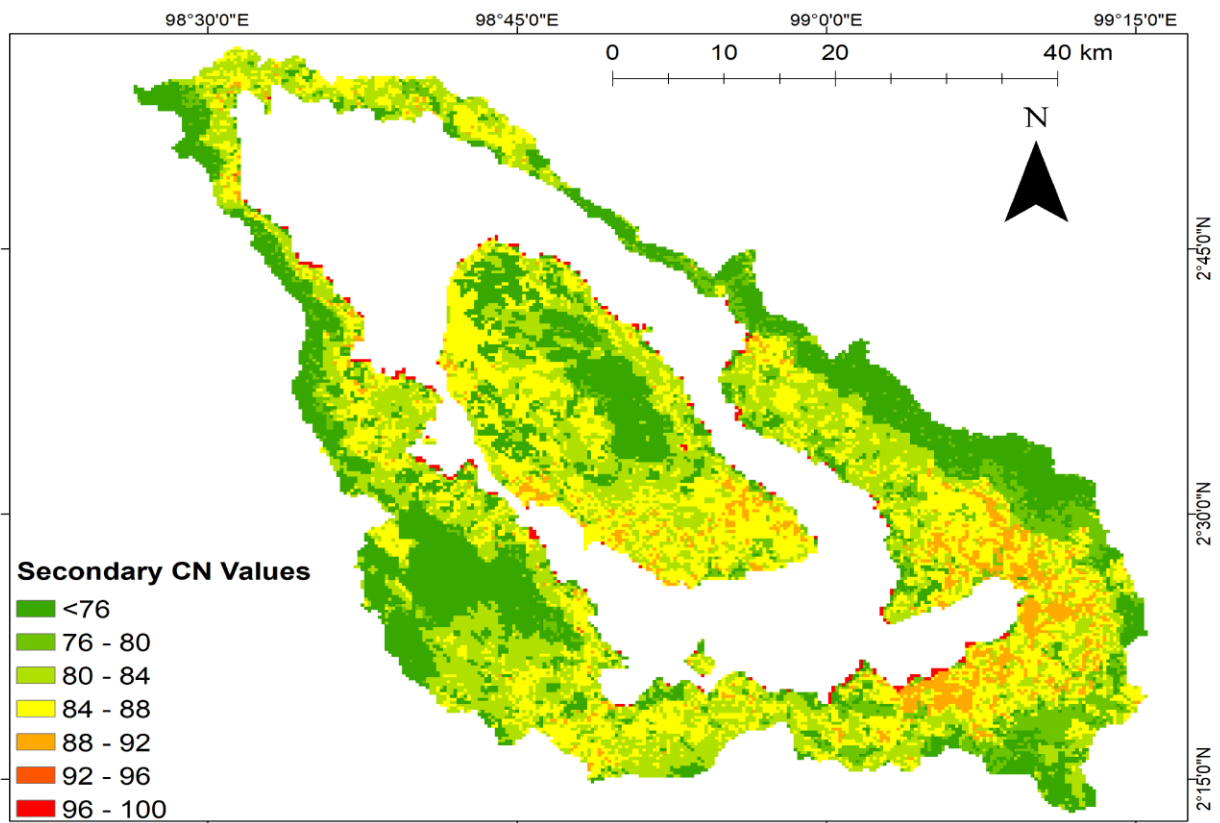 98°30'0"E 98°45'0"E 99°0'0"E 99°15'0"E
0 10 20 40 km
N
2°45'0"N
2°30'0"N
2°15'0"N
Secondary CN Values
<76
76 - 80
80 - 84
84 - 88
88 - 92
92 - 96
96 - 100